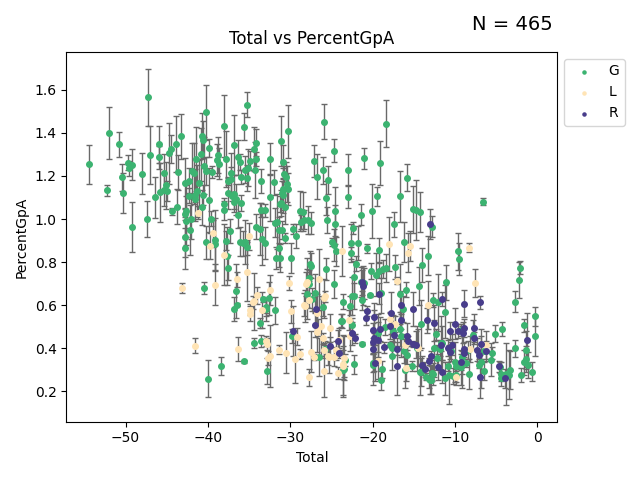 N = 465
Total vs PercentGpA
G
L
R
1.6
1.4
1.2
1.0
0.8
0.6
0.4
0.2
PercentGpA
−50 −40 −30 −20 −10 0
Total